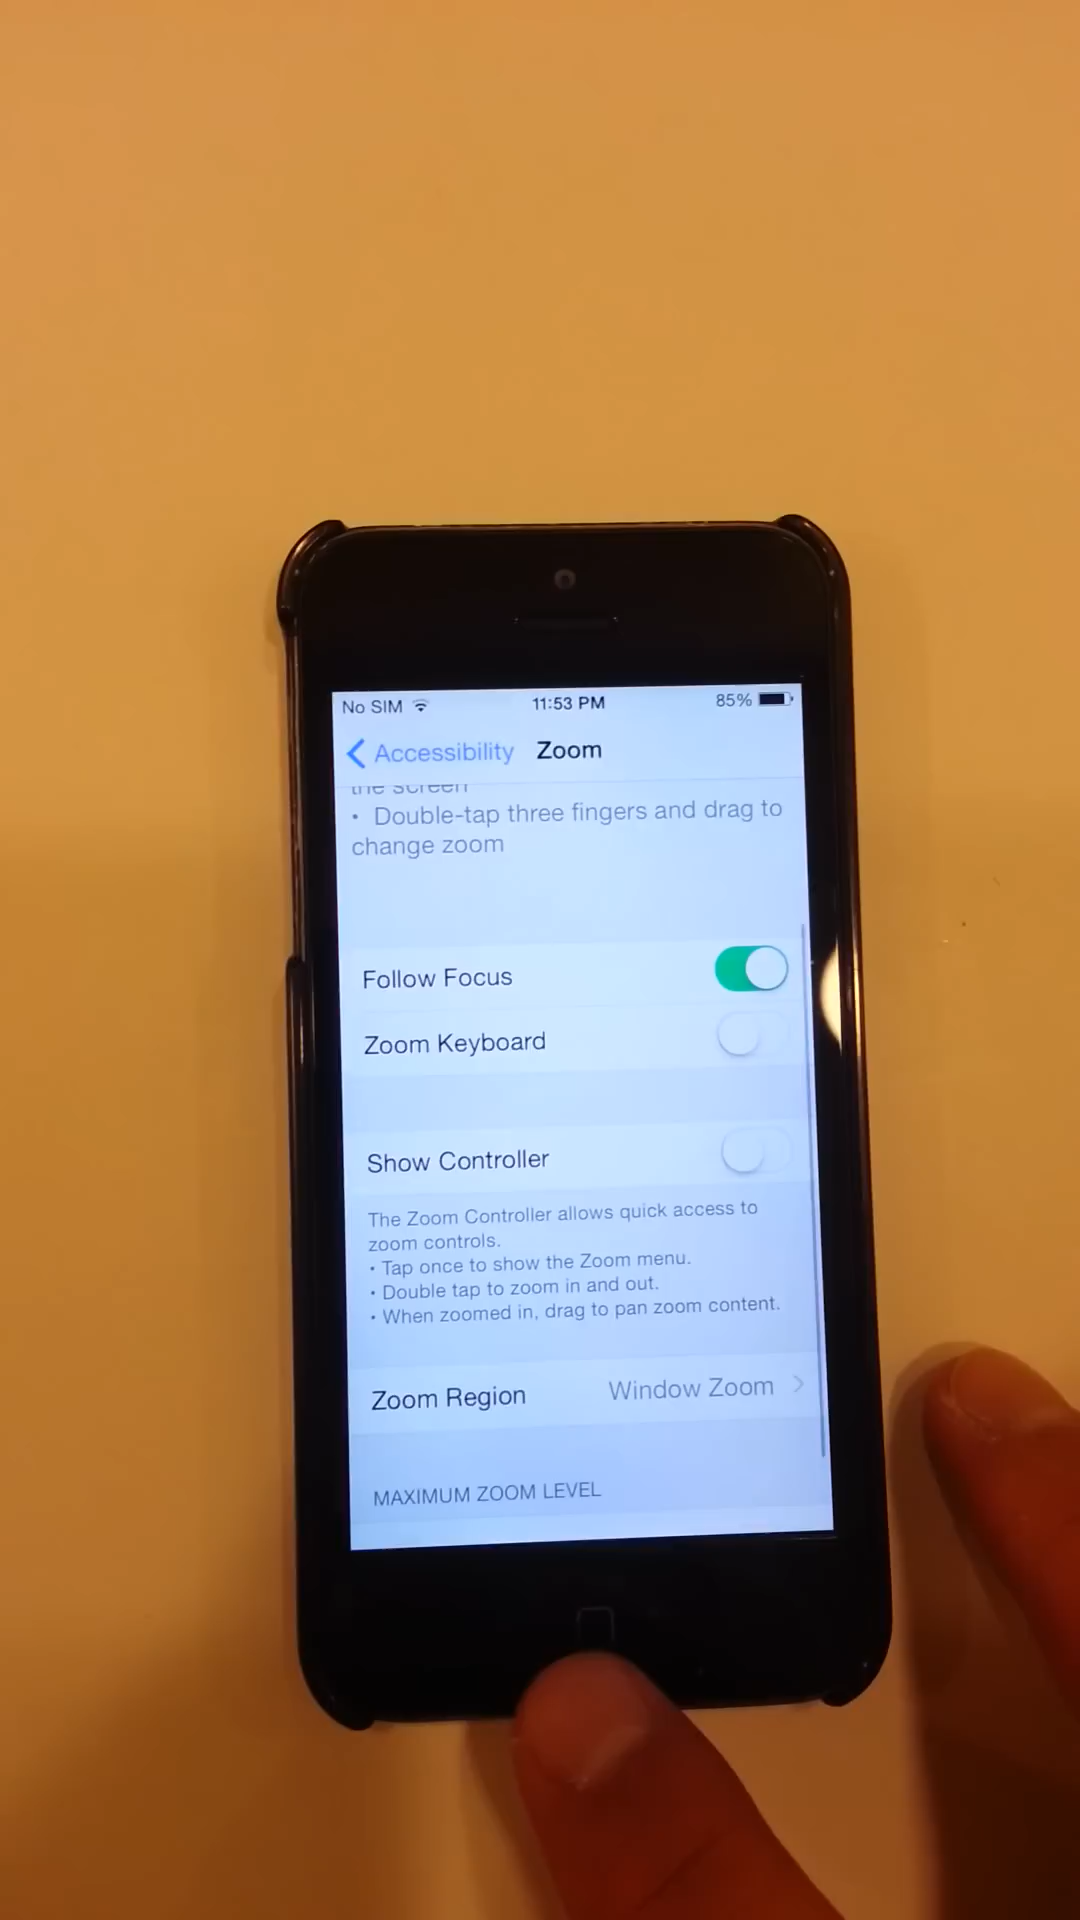 No SIM 11:53 PM 85%
Accessibility Zoom
the screen
• Double-tap three fingers and drag to
change zoom
Follow Focus
Zoom Keyboard
Show Controller
The Zoom Controller allows quick access to
zoom controls.
• Tap once to show the Zoom menu.
• Double tap to zoom in and out.
• When zoomed in, drag to pan zoom content.
Zoom Region Window Zoom
MAXIMUM ZOOM LEVEL